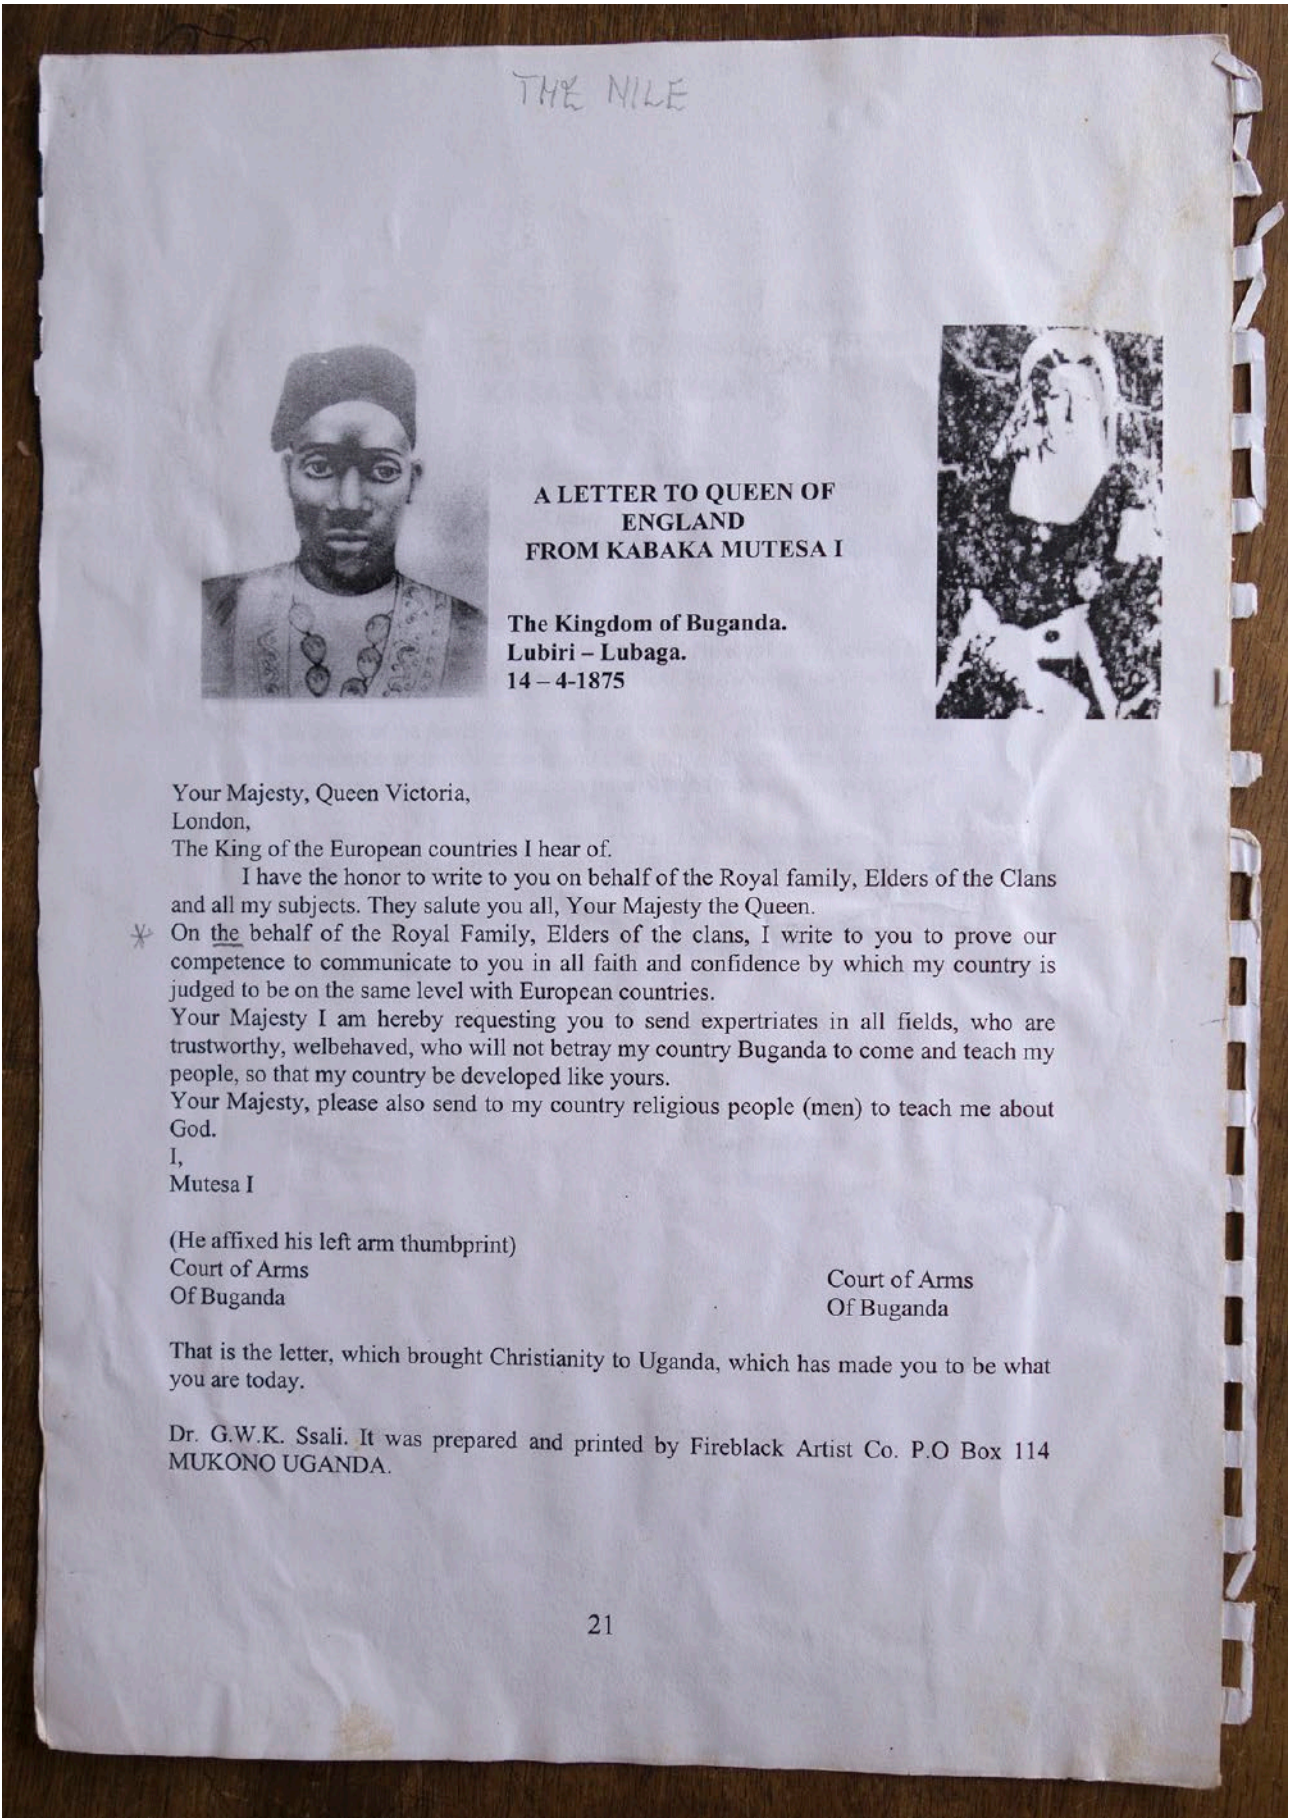 THE NILE
A LETTER TO QUEEN OF
ENGLAND
FROM KABAKA MUTESA I
The Kingdom of Buganda.
Lubiri – Lubaga.
14 – 4-1875
Your Majesty, Queen Victoria,
London,
The King of the European countries I hear of.
I have the honor to write to you on behalf of the Royal family, Elders of the Clans
and all my subjects. They salute you all, Your Majesty the Queen.
On the behalf of the Royal Family, Elders of the clans, I write to you to prove our
competence to communicate to you in all faith and confidence by which my country is
judged to be on the same level with European countries.
Your Majesty I am hereby requesting you to send expertriates in all fields, who are
trustworthy, welbehaved, who will not betray my country Buganda to come and teach my
people, so that my country be developed like yours.
Your Majesty, please also send to my country religious people (men) to teach me about
God.
I,
Mutesa I
(He affixed his left arm thumbprint)
Court of Arms
Of Buganda
Court of Arms
Of Buganda
That is the letter, which brought Christianity to Uganda, which has made you to be what
you are today.
Dr. G.W.K. Ssali. It was prepared and printed by Fireblack Artist Co. P.O Box 114
MUKONO UGANDA.
21